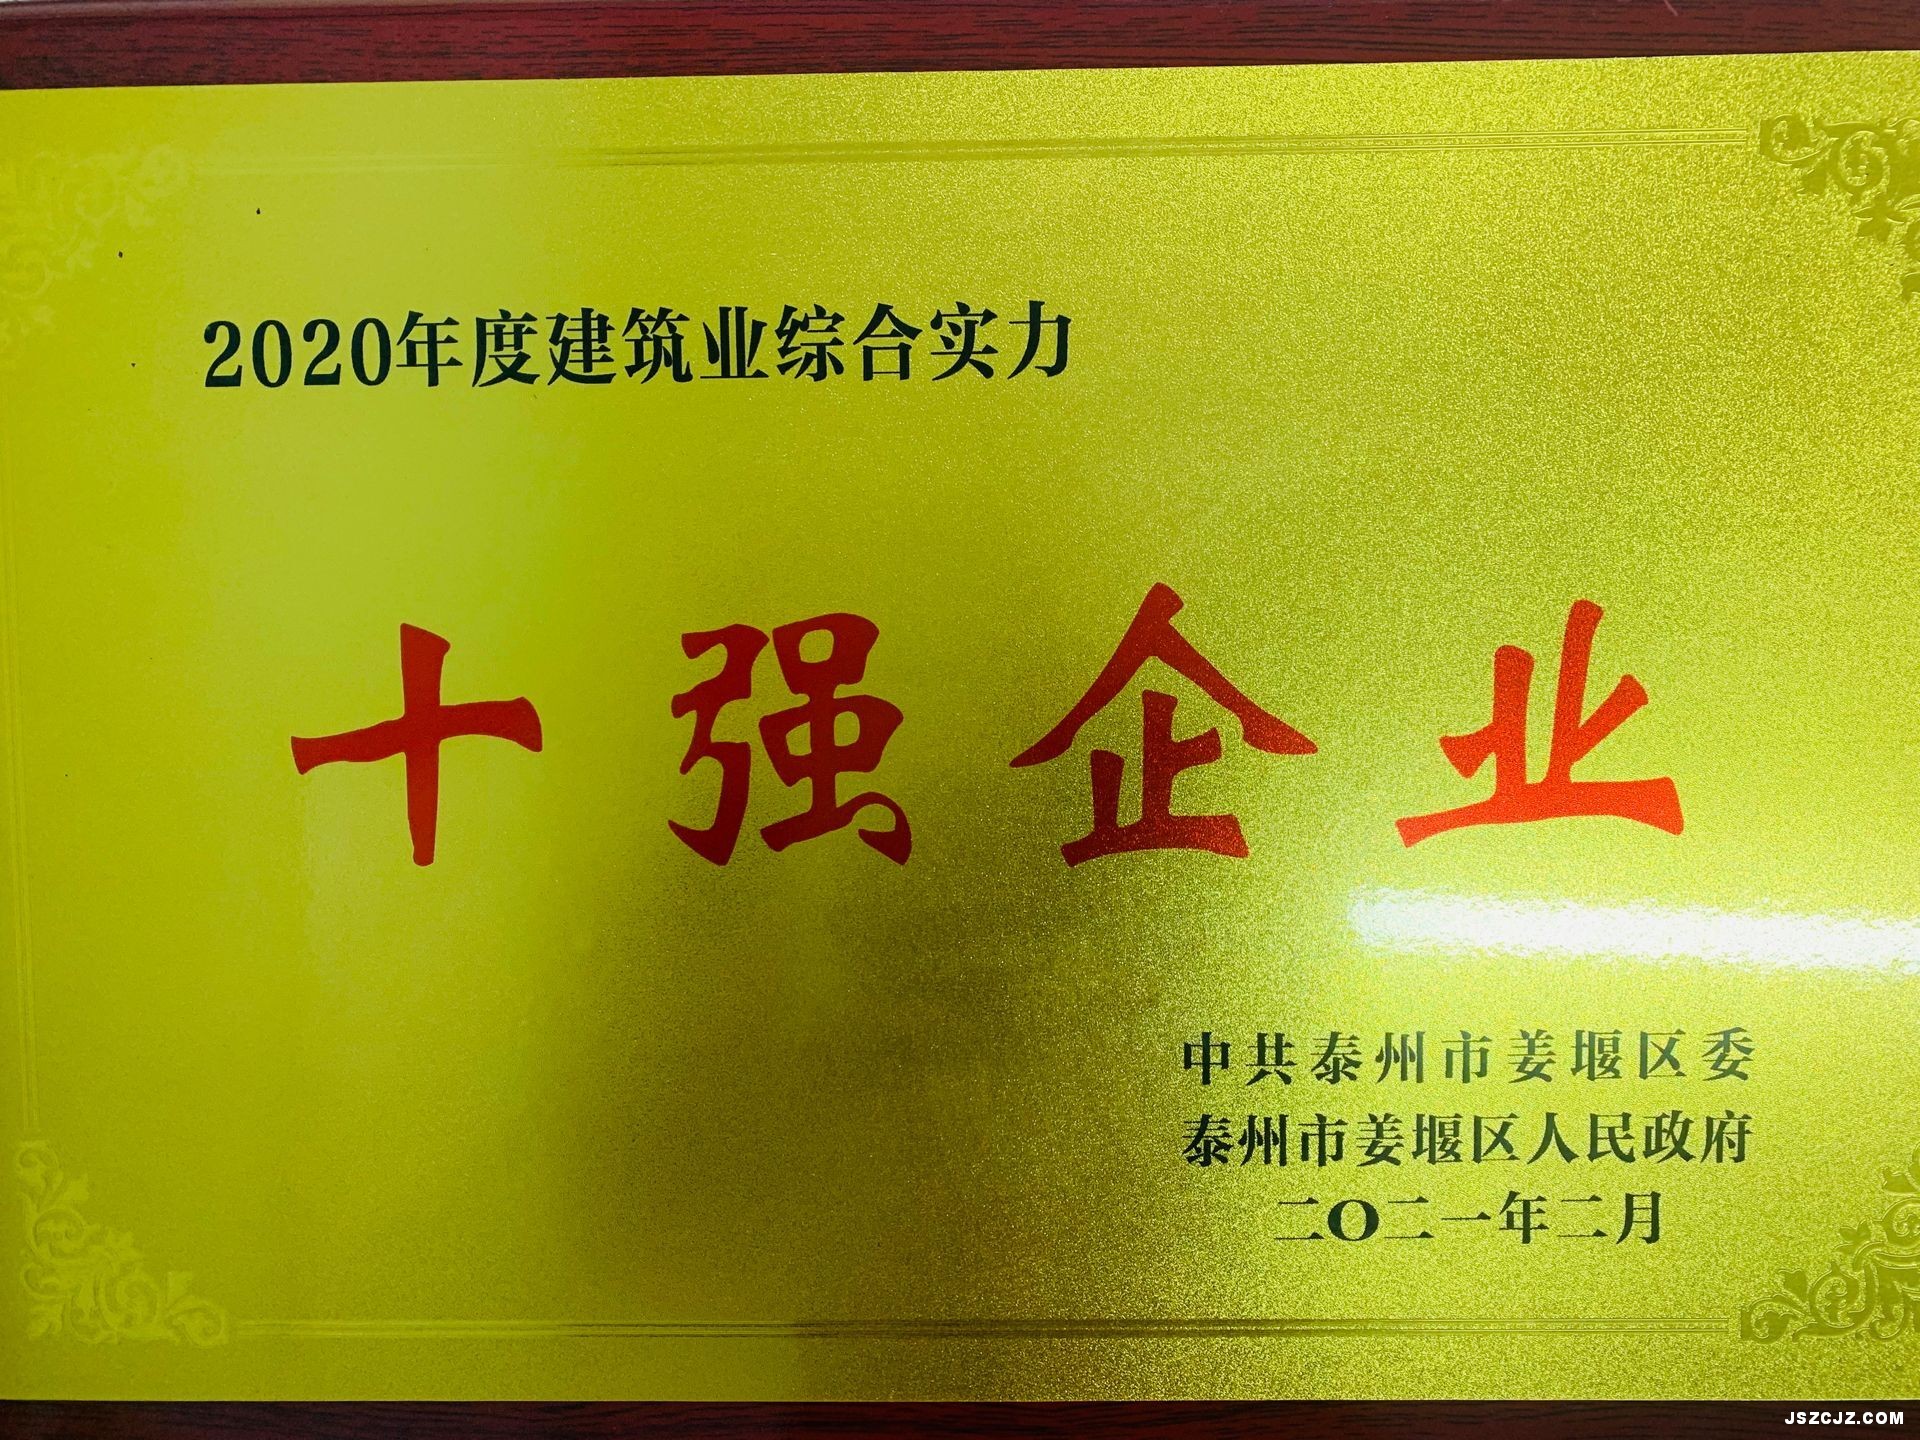 2020年度建筑业综合实力
十强企业
中共泰州市姜堰区委
泰州市姜堰区人民政府
二〇二一年二月
JSZCJZ.COM